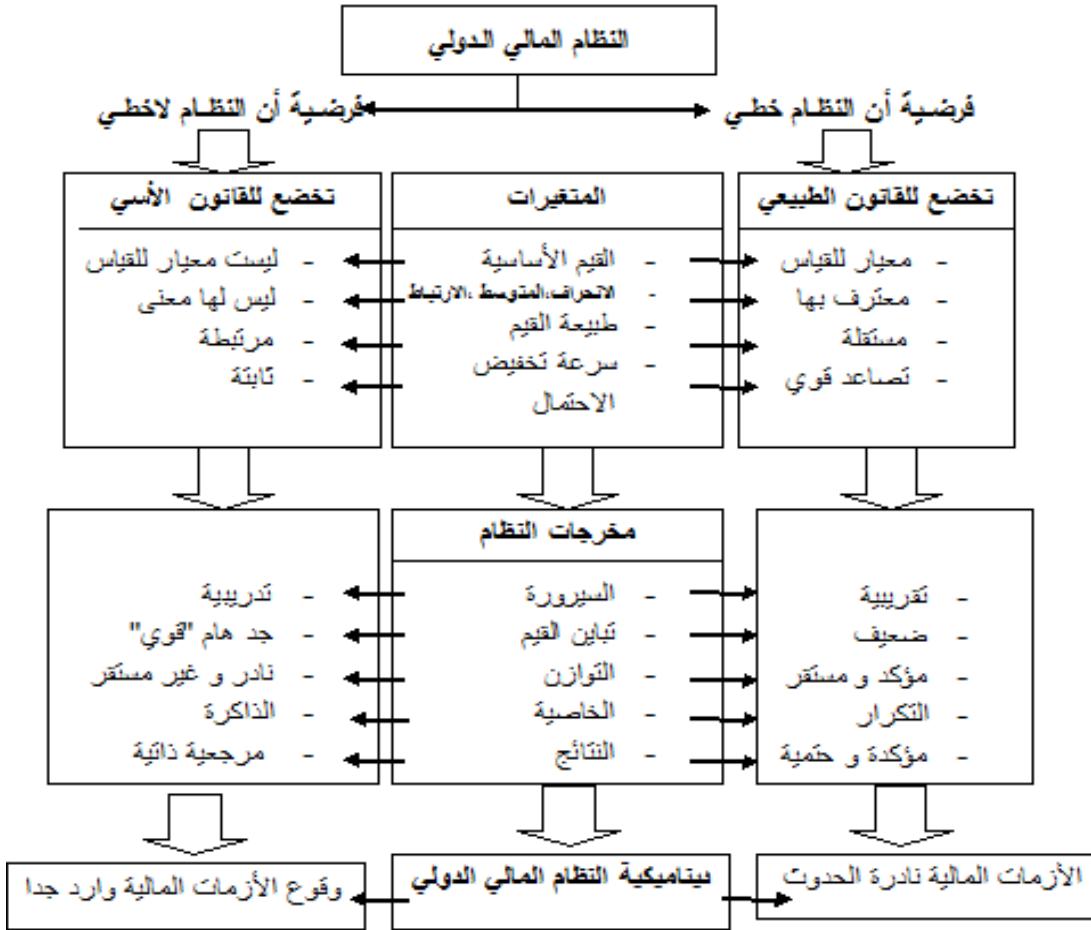 النظام المالي الدولي
فرضية أن النظام خطي
فرضية أن النظام لاخطي
تخضع للقانون الطبيعي
- معيار للقياس
- معترف بها
- مستقلة
- تصاعد قوي
المتغيرات
- القيم الأساسية
- الانحراف،المتوسط ،الارتباط
- طبيعة القيم
- سرعة تخفيض
الاحتمال
تخضع للقانون الأسي
- ليست معيار للقياس
- ليس لها معنى
- مرتبطة
- ثابتة
- تقريبية
- ضعيف
- مؤكد و مستقر
- التكرار
- مؤكدة و حتمية
مخرجات النظام
- السيرورة
- تباين القيم
- التوازن
- الخاصية
- النتائج
- تدريبية
- جد هام "قوي"
- نادر و غير مستقر
- الذاكرة
- مرجعية ذاتية
الأزمات المالية نادرة الحدوث
ديناميكية النظام المالي الدولي
وقوع الأزمات المالية وارد جدا